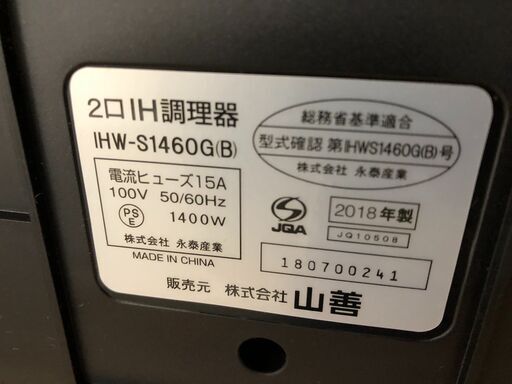 2口IH調理器
IHW-S1460G(B)
電流ヒューズ15A
100V 50/60Hz
1400W
PS
E
株式会社 永泰産業
MADE IN CHINA
総務省基準適合
型式確認 第IHWS1460G(B)号
株式会社 永泰産業
JQA
2018年製
JQ10508
180700241
販売元 株式会社 山善